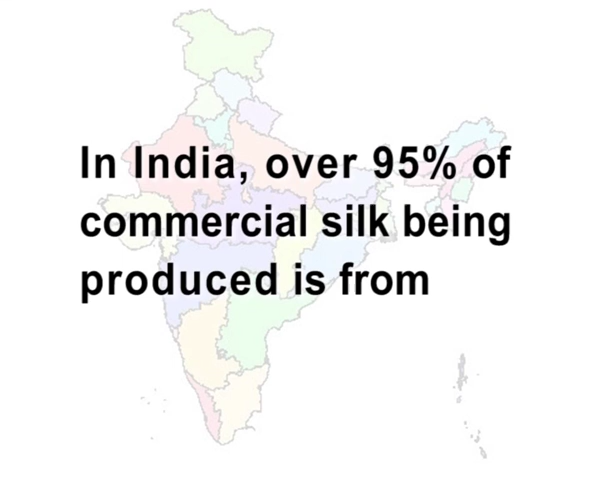 In India, over 95% of
commercial silk being
produced is from